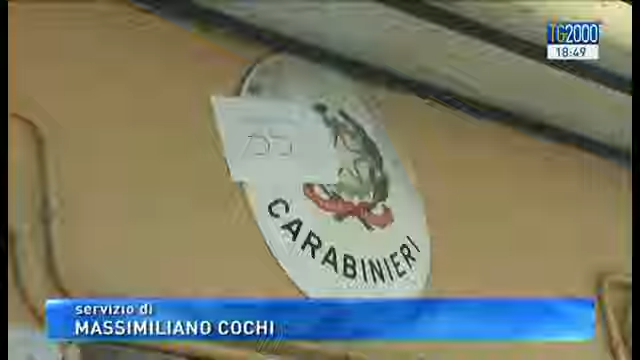 TG2000
18:49
CARABINIERI
servizio di
MASSIMILIANO COCHI